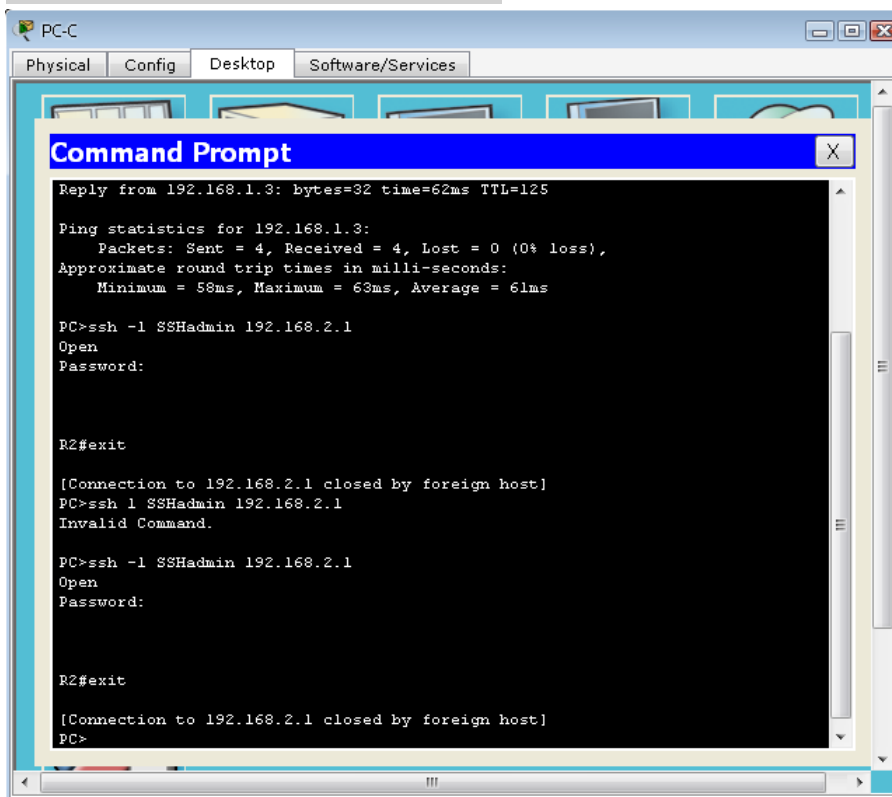 PC-C
Physical Config Desktop Software/Services
Command Prompt
X
Reply from 192.168.1.3: bytes=32 time=62ms TTL=125
Ping statistics for 192.168.1.3:
Packets: Sent = 4, Received = 4, Lost = 0 (0% loss),
Approximate round trip times in milli-seconds:
Minimum = 58ms, Maximum = 63ms, Average = 61ms
PC>ssh -l SSHadmin 192.168.2.1
Open
Password:
R2#exit
[Connection to 192.168.2.1 closed by foreign host]
PC>ssh l SSHadmin 192.168.2.1
Invalid Command.
PC>ssh -l SSHadmin 192.168.2.1
Open
Password:
R2#exit
[Connection to 192.168.2.1 closed by foreign host]
PC>